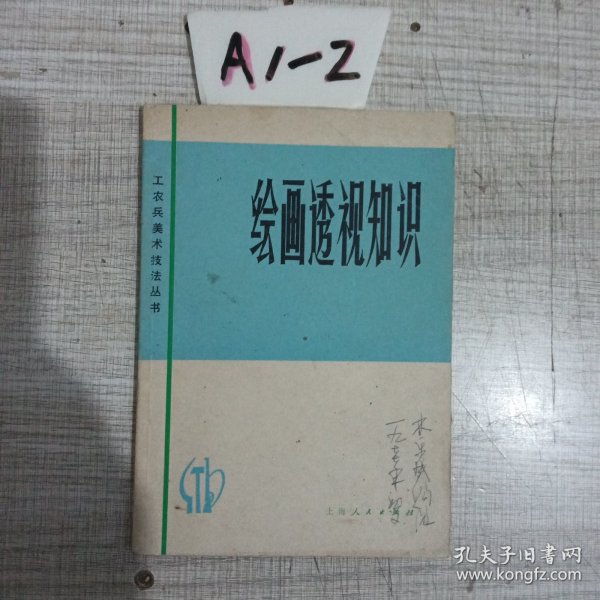 A1-2
绘画透视知识
工农兵美术技法丛书
上海人民出版社
孔夫子旧书网
www.kongfz.com